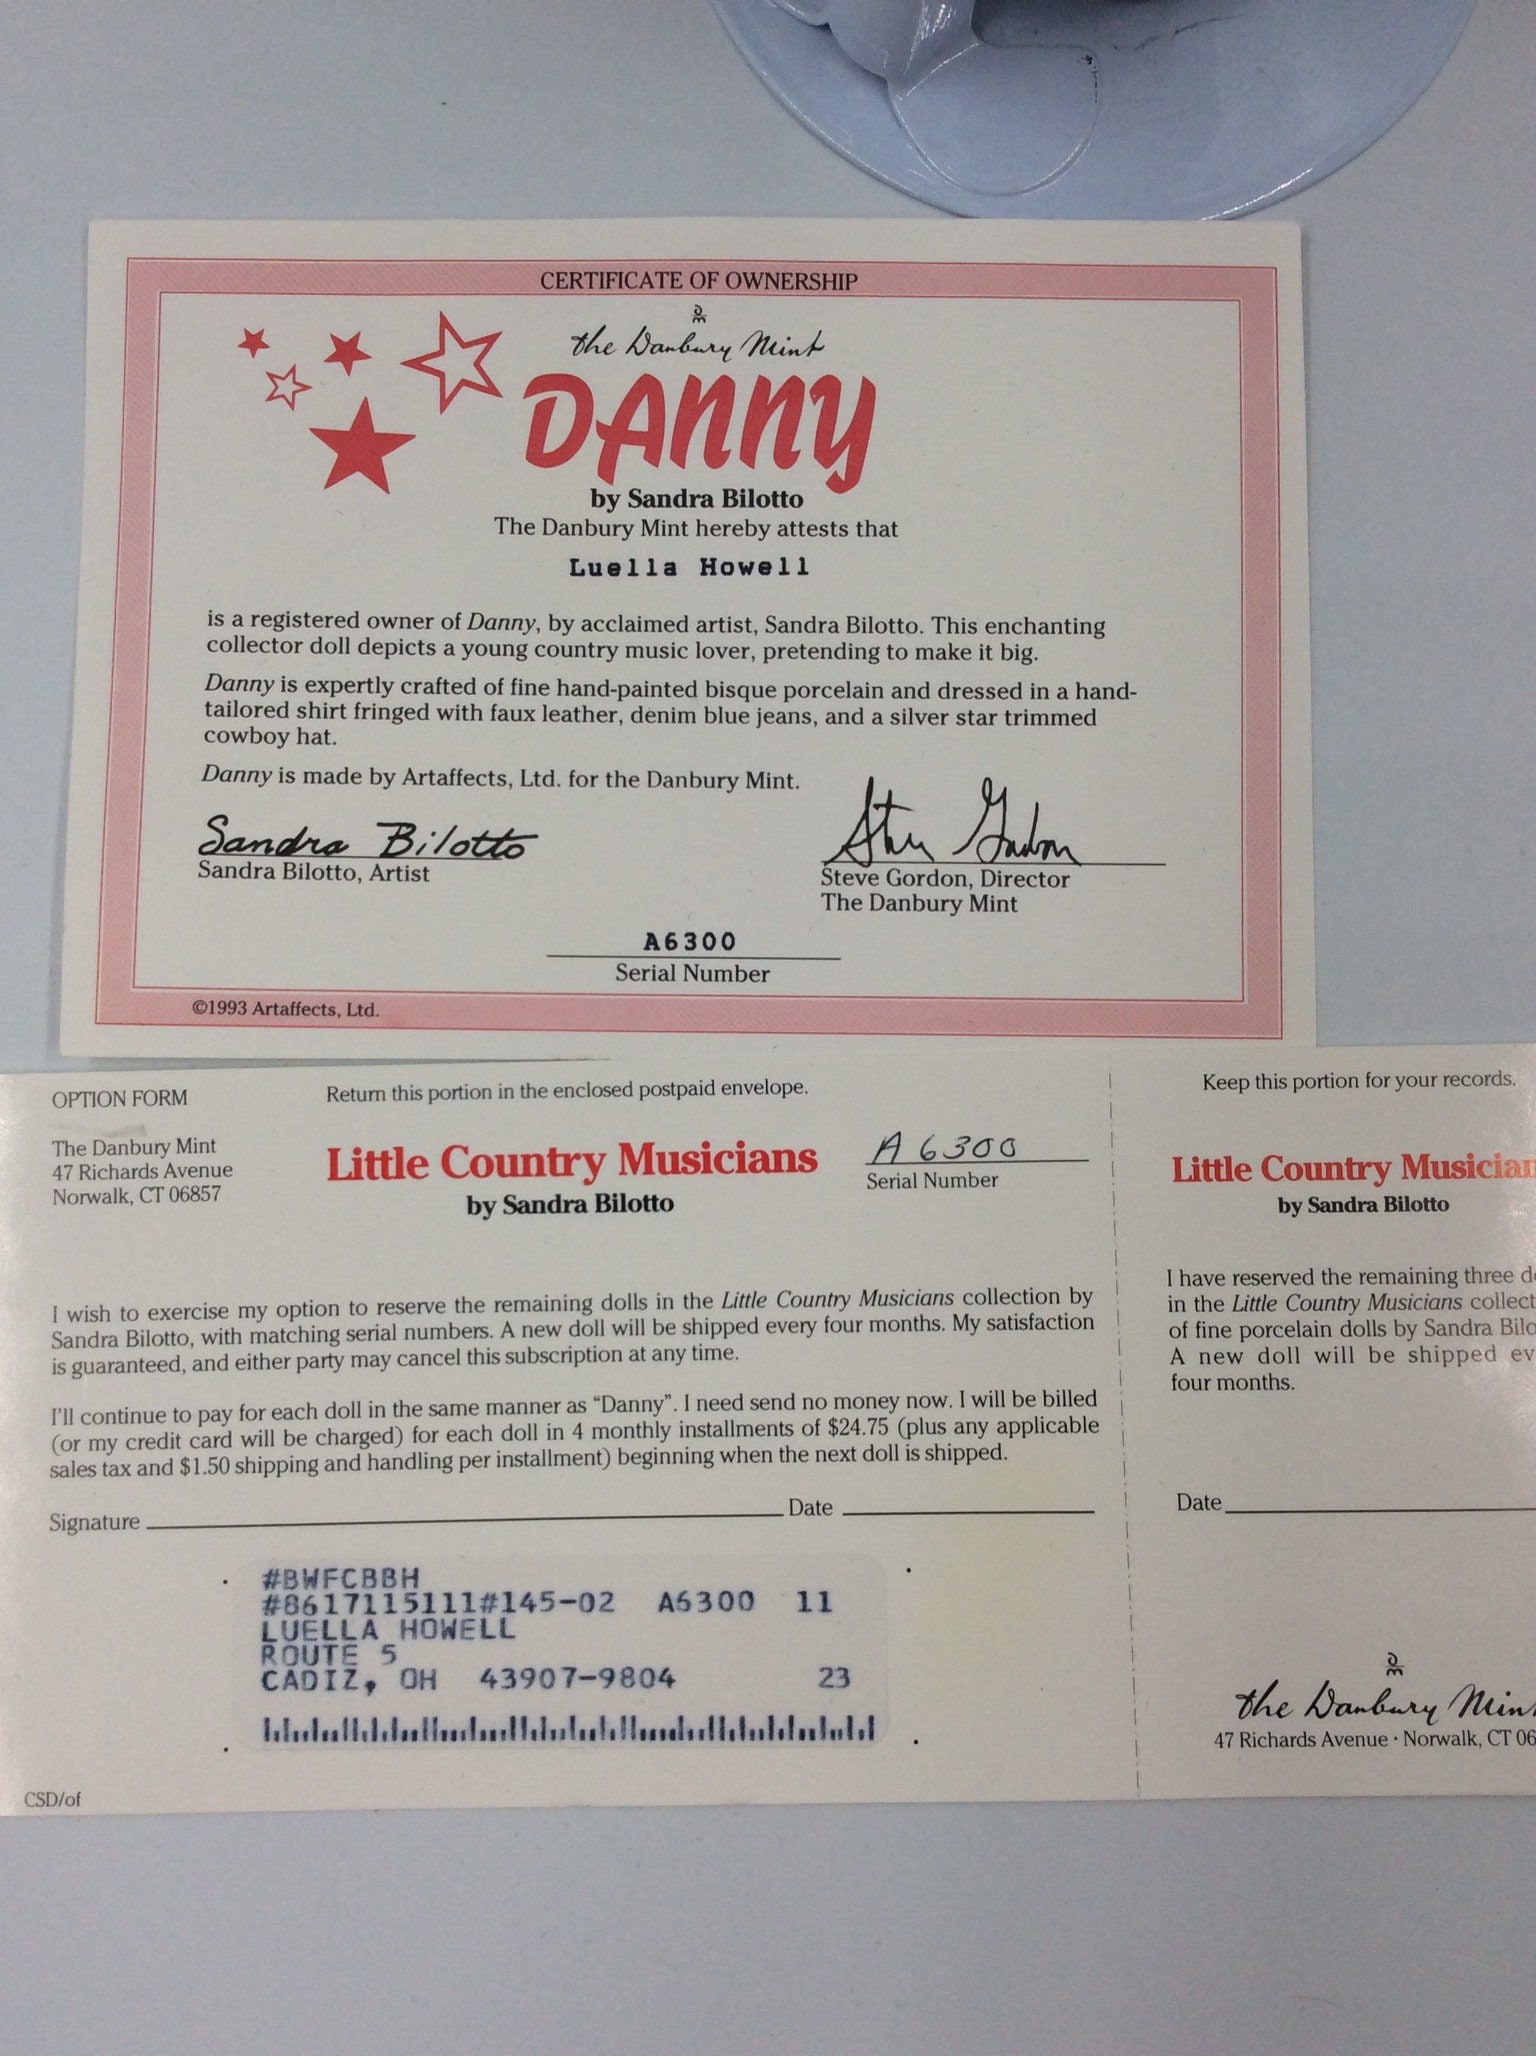 CERTIFICATE OF OWNERSHIP
the Danbury Mint
DANNY
by Sandra Bilotto
The Danbury Mint hereby attests that
Luella Howell
is a registered owner of Danny, by acclaimed artist, Sandra Bilotto. This enchanting
collector doll depicts a young country music lover, pretending to make it big.
Danny is expertly crafted of fine hand-painted bisque porcelain and dressed in a hand-
tailored shirt fringed with faux leather, denim blue jeans, and a silver star trimmed
cowboy hat.
Danny is made by Artaffects, Ltd. for the Danbury Mint.
Sandra Bilotto
Sandra Bilotto, Artist
Steve Gordon
Steve Gordon, Director
The Danbury Mint
A6300
Serial Number
©1993 Artaffects, Ltd.
OPTION FORM
Return this portion in the enclosed postpaid envelope.
The Danbury Mint
47 Richards Avenue
Norwalk, CT 06857
Little Country Musicians
by Sandra Bilotto
A 6300
Serial Number
I wish to exercise my option to reserve the remaining dolls in the Little Country Musicians collection by
Sandra Bilotto, with matching serial numbers. A new doll will be shipped every four months. My satisfaction
is guaranteed, and either party may cancel this subscription at any time.
I'll continue to pay for each doll in the same manner as “Danny”. I need send no money now. I will be billed
(or my credit card will be charged) for each doll in 4 monthly installments of $24.75 (plus any applicable
sales tax and $1.50 shipping and handling per installment) beginning when the next doll is shipped.
Signature Date
#BWFCBBH
#8617115111#145-02 A6300 11
LUELLA HOWELL
ROUTE 5
CADIZ, OH 43907-9804 23
CSD/of
Keep this portion for your records.
Little Country Musician
by Sandra Bilotto
I have reserved the remaining three d
in the Little Country Musicians collect
of fine porcelain dolls by Sandra Bilo
A new doll will be shipped ev
four months.
Date
the Danbury Min
47 Richards Avenue · Norwalk, CT 06